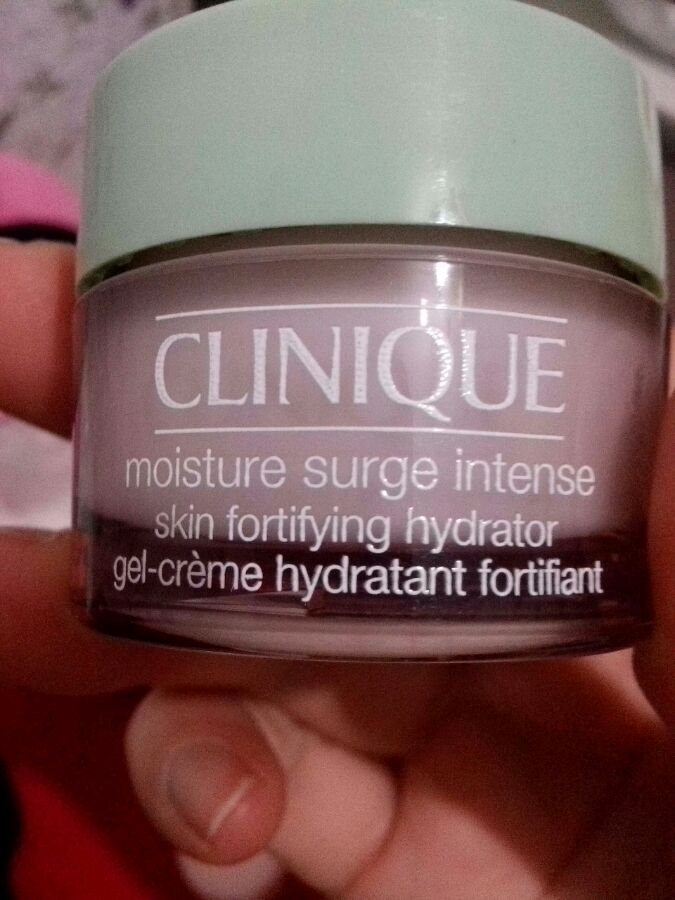 CLINIQUE
moisture surge intense
skin fortifying hydrator
gel-crème hydratant fortifiant